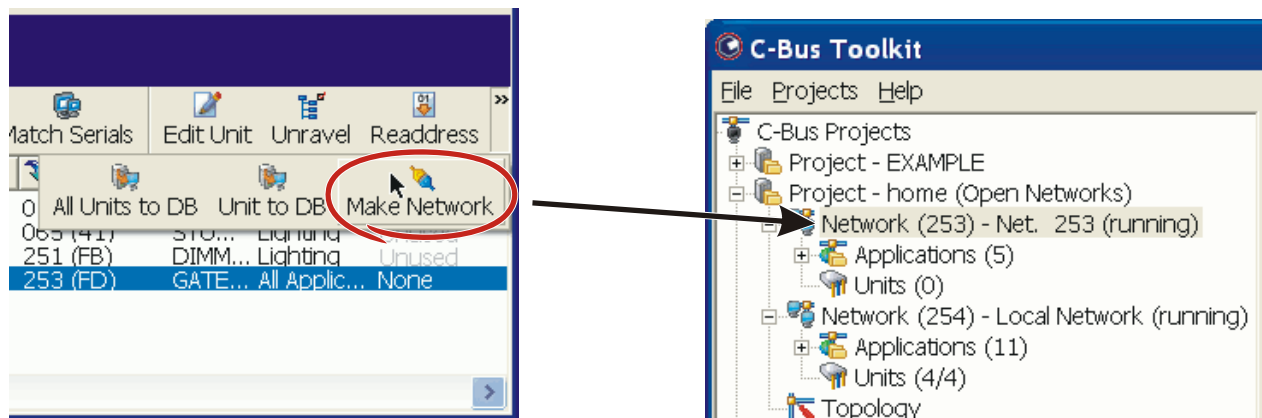 Match Serials Edit Unit Unravel Readdress »
All Units to DB Unit to DB Make Network
065 (41) STO... Lighting Unused
251 (FB) DIMM... Lighting Unused
253 (FD) GATE... All Applic... None
C-Bus Toolkit
File Projects Help
C-Bus Projects
Project - EXAMPLE
Project - home (Open Networks)
Network (253) - Net. 253 (running)
Applications (5)
Units (0)
Network (254) - Local Network (running)
Applications (11)
Units (4/4)
Topology